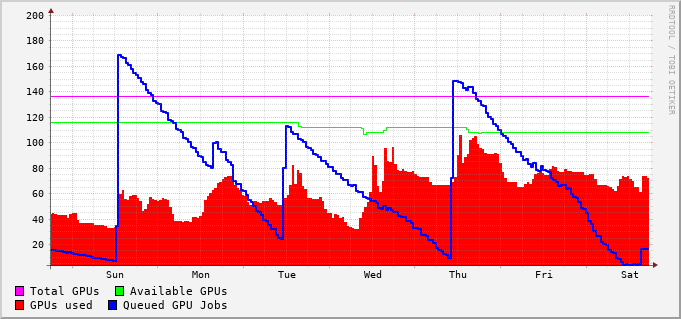 200
180
160
140
120
100
80
60
40
20
Sun Mon Tue Wed Thu Fri Sat
Total GPUs Available GPUs
GPUs used Queued GPU Jobs
RRDTOOL / TOBI OETIKER